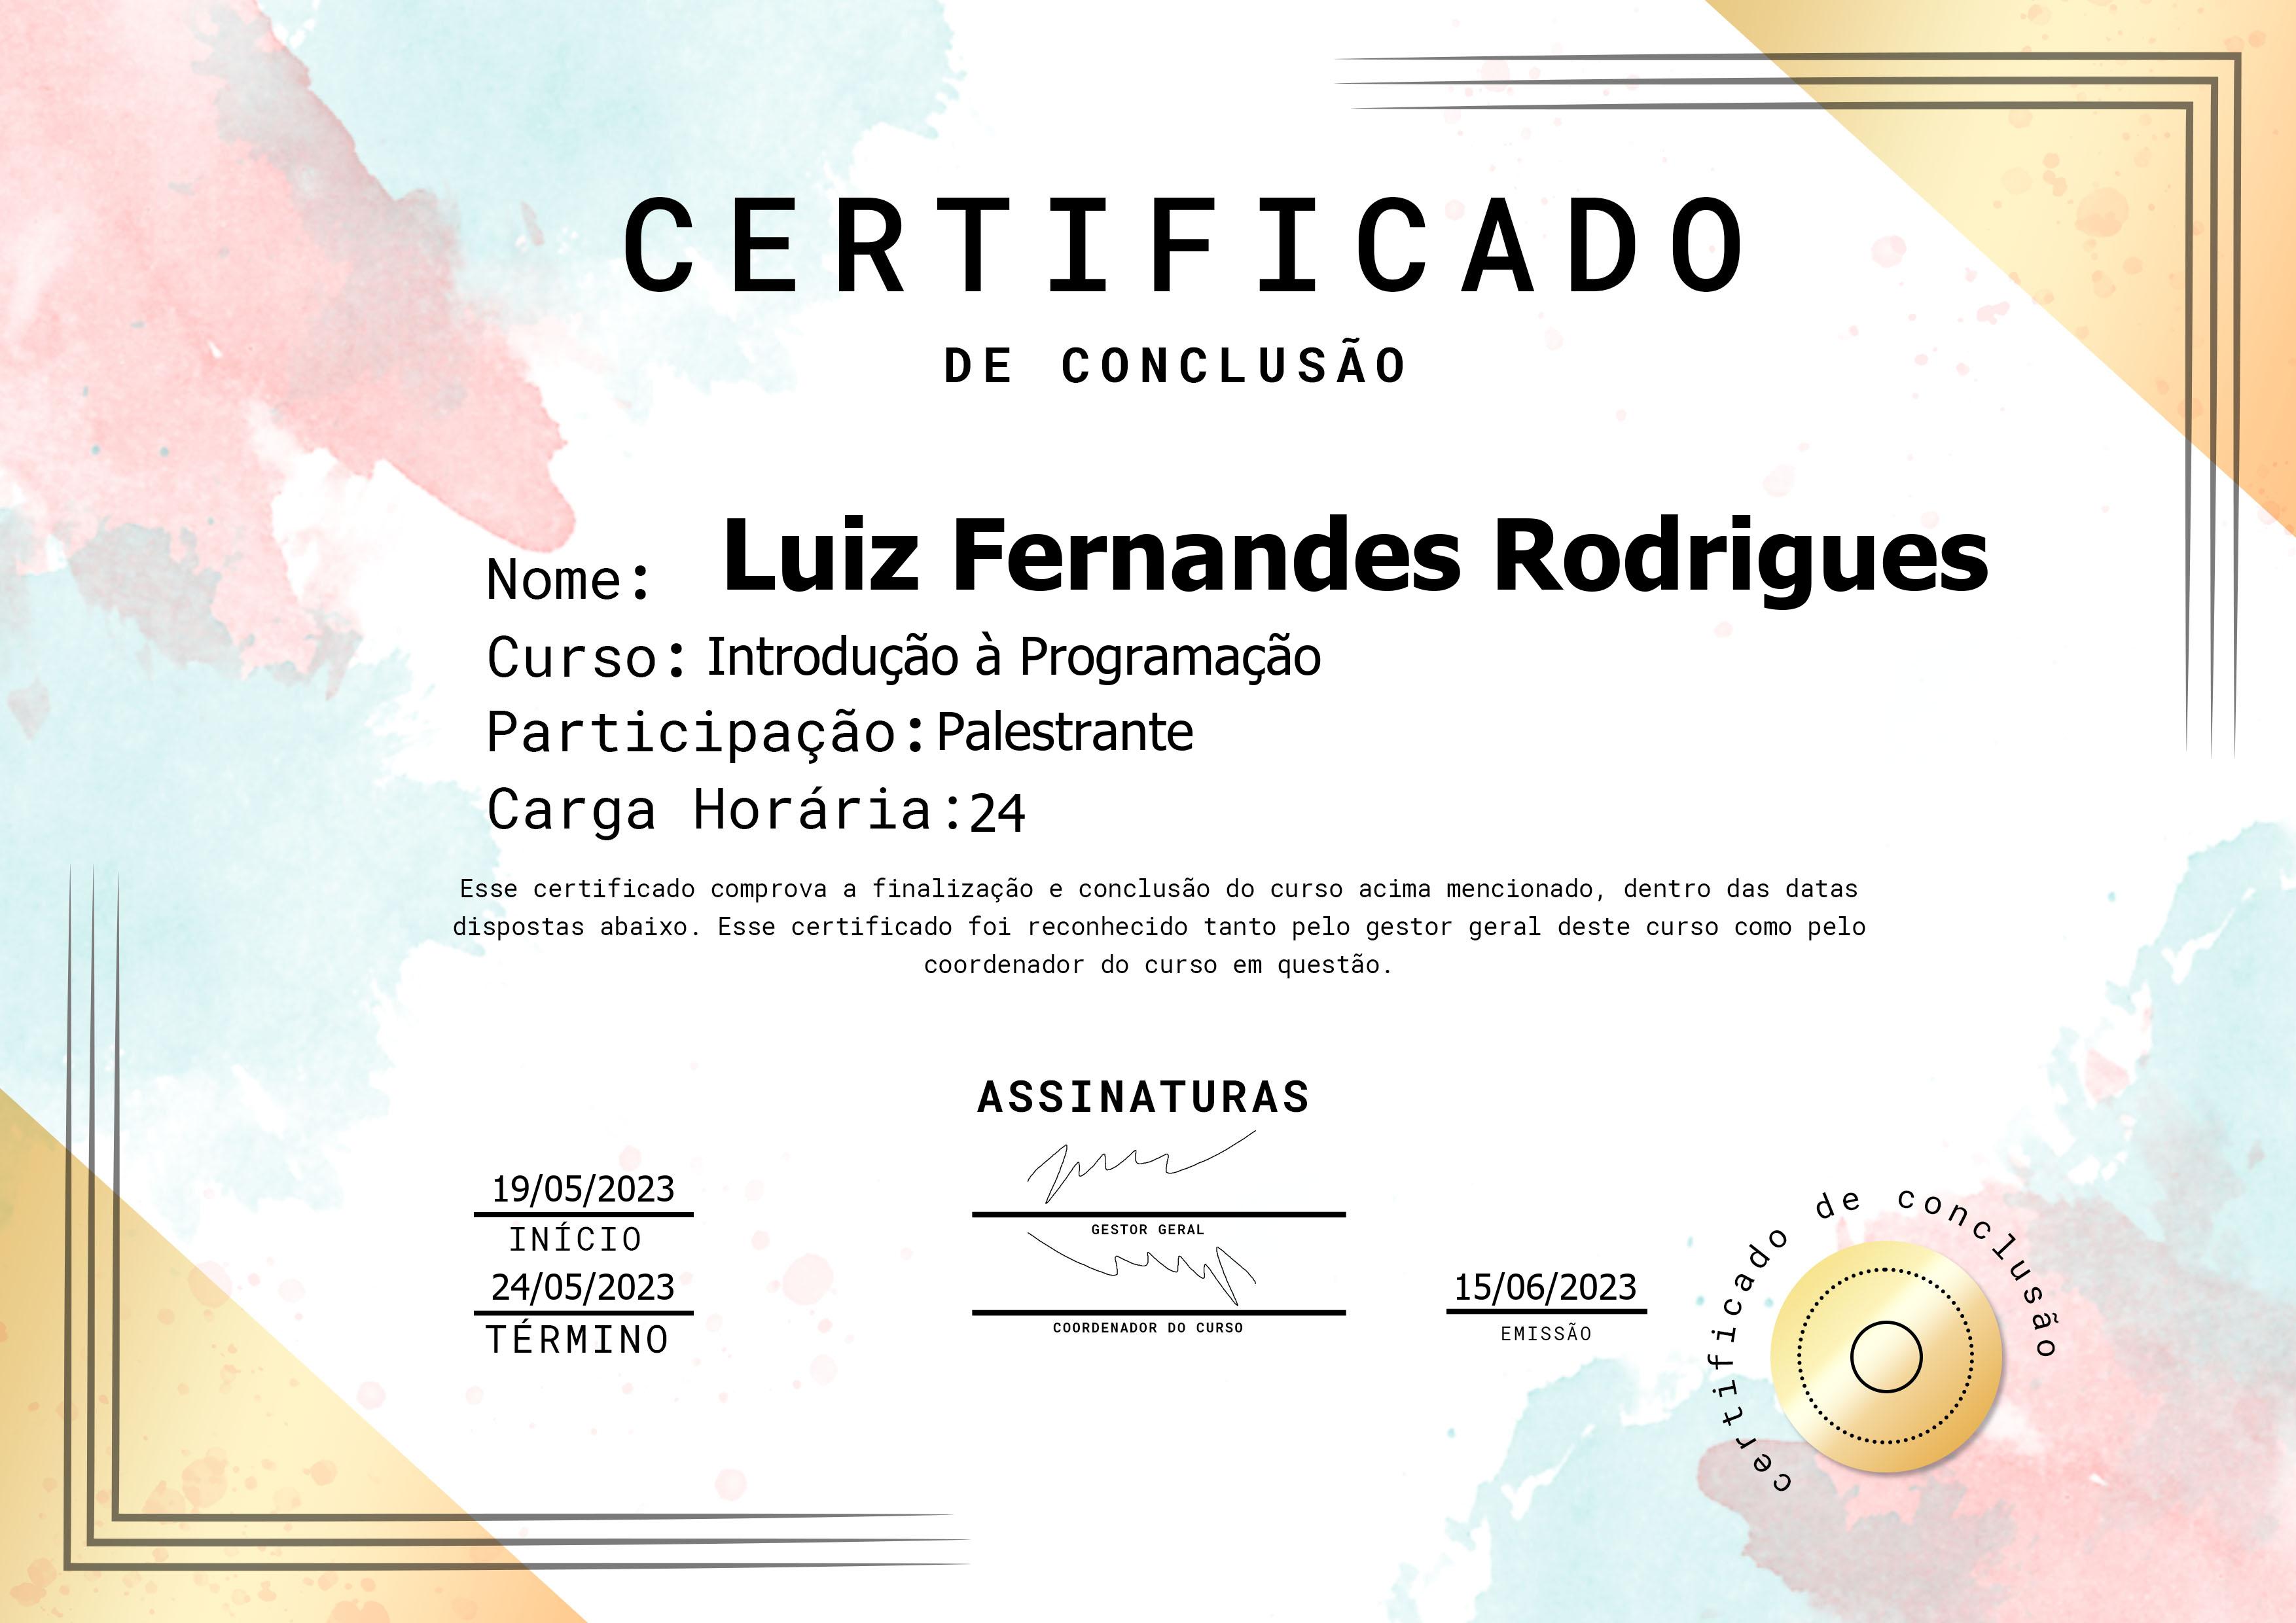 CERTIFICADO
DE CONCLUSÃO
Nome: Luiz Fernandes Rodrigues
Curso: Introdução à Programação
Participação: Palestrante
Carga Horária: 24
Esse certificado comprova a finalização e conclusão do curso acima mencionado, dentro das datas
dispostas abaixo. Esse certificado foi reconhecido tanto pelo gestor geral deste curso como pelo
coordenador do curso em questão.
ASSINATURAS
19/05/2023
INÍCIO
GESTOR GERAL
24/05/2023
TÉRMINO
COORDENADOR DO CURSO
15/06/2023
EMISSÃO
certificado de conclusão